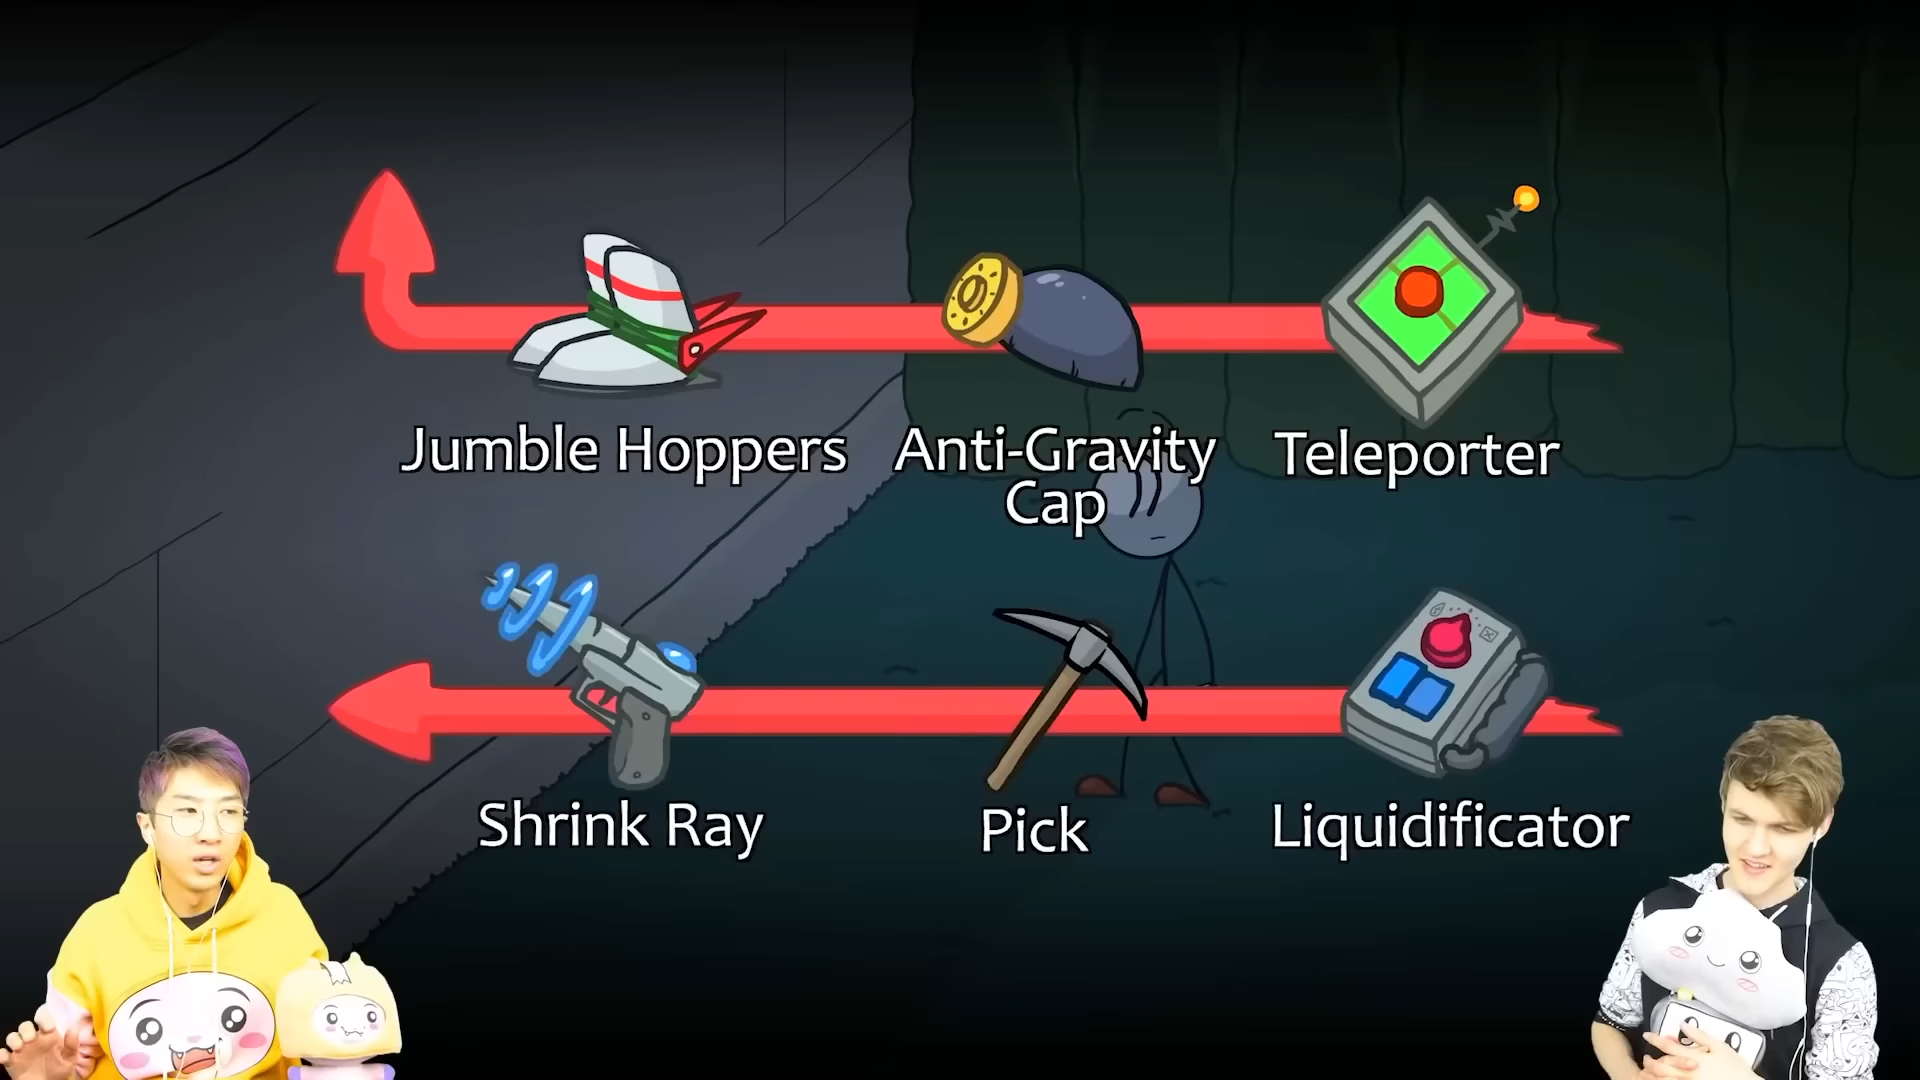 Jumble Hoppers
Anti-Gravity
Cap
Teleporter
Shrink Ray
Pick
Liquidificator